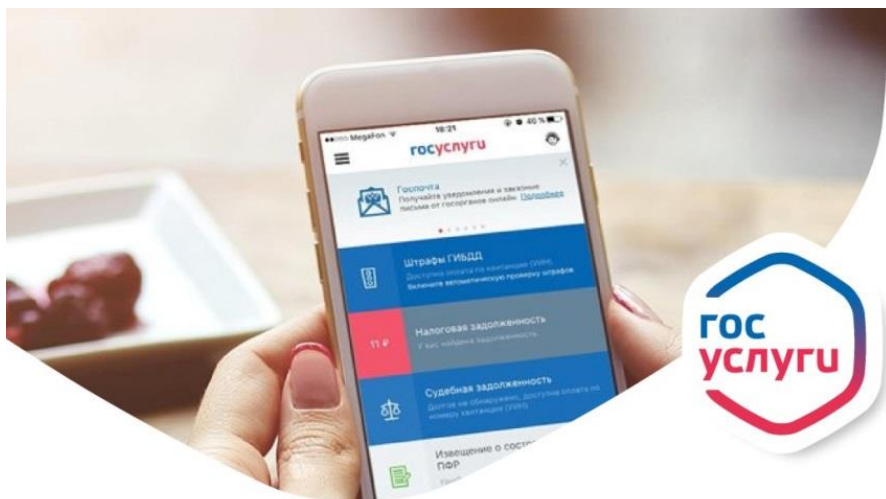 MegaFon
18:21
40 %
госуслуги
Госпочта
Получайте уведомления и заказные
письма от госорганов онлайн. Подробнее
Штрафы ГИБДД
Доступна оплата по квитанции (УИН).
Включите автоматическую проверку штрафов
11 ₽
Налоговая задолженность
У вас найдена задолженность
Судебная задолженность
Долгов не обнаружено, доступна оплата по
номеру квитанции (УИН)
Извещение о
ПФР
гос
услуги